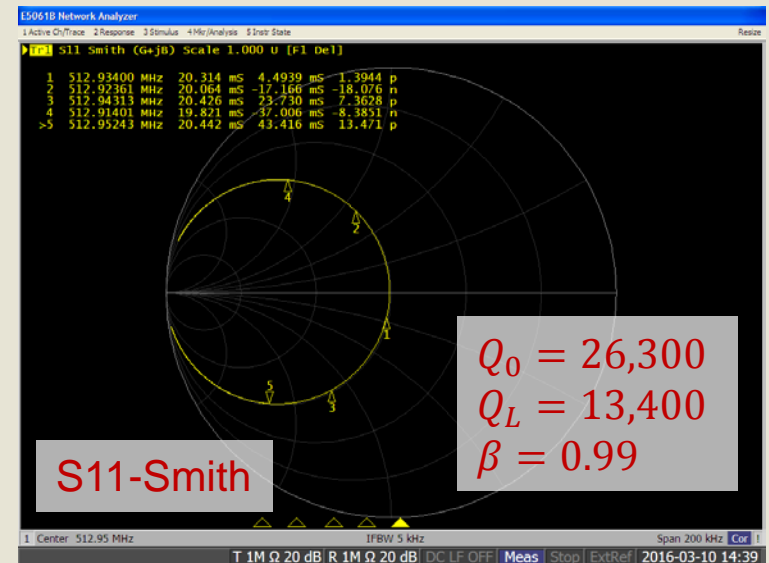 E5061B Network Analyzer
1 Active Ch/Trace 2 Response 3 Stimulus 4 Mkr/Analysis 5 Instr State Resize
Tr1 S11 Smith (G+jB) Scale 1.000 U [F1 Del]
1 512.93400 MHz 20.314 mS 4.4939 mS 1.3944 p
2 512.92361 MHz 20.064 mS -17.166 mS -18.076 n
3 512.94313 MHz 20.426 mS 23.730 mS 7.3628 p
4 512.91401 MHz 19.821 mS -37.006 mS -8.3851 n
>5 512.95243 MHz 20.442 mS 43.416 mS 13.471 p
4
2
1
5
3
Q₀ = 26,300
Q_L = 13,400
β = 0.99
S11-Smith
1 Center 512.95 MHz IFBW 5 kHz Span 200 kHz Cor !
T 1M Ω 20 dB R 1M Ω 20 dB DC LF OFF Meas Stop ExtRef 2016-03-10 14:39